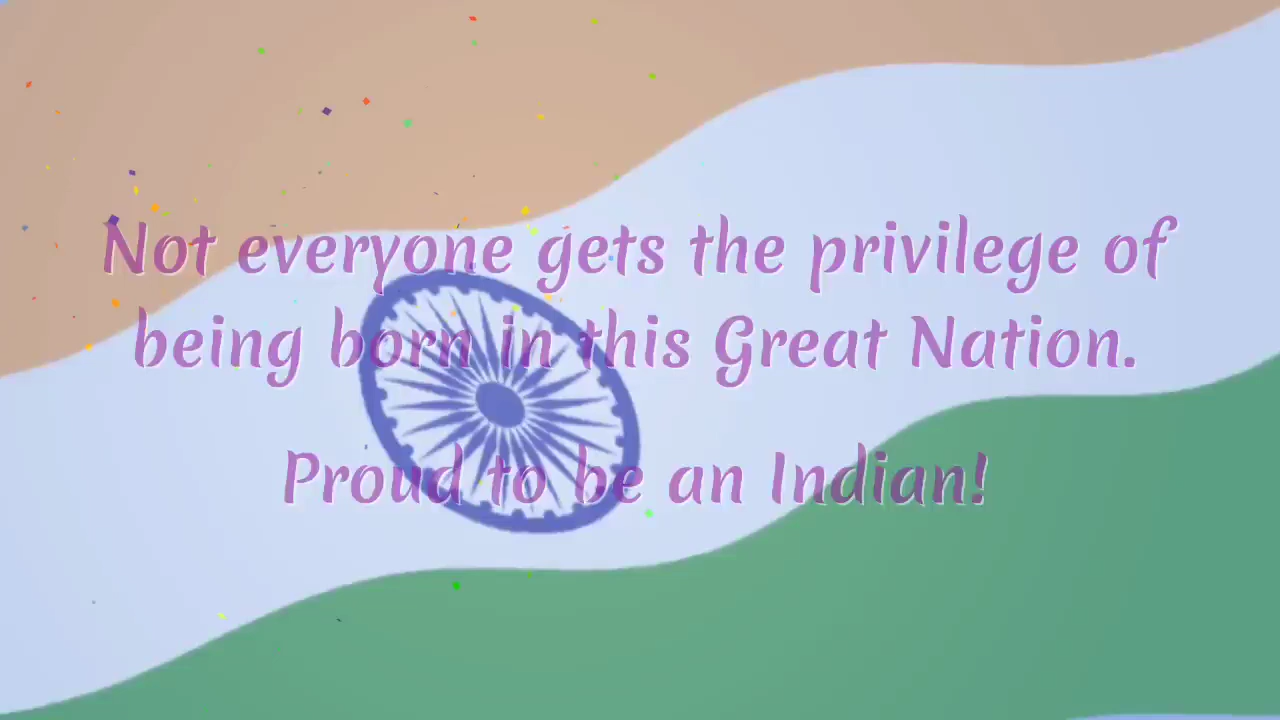 Not everyone gets the privilege of
being born in this Great Nation.
Proud to be an Indian!